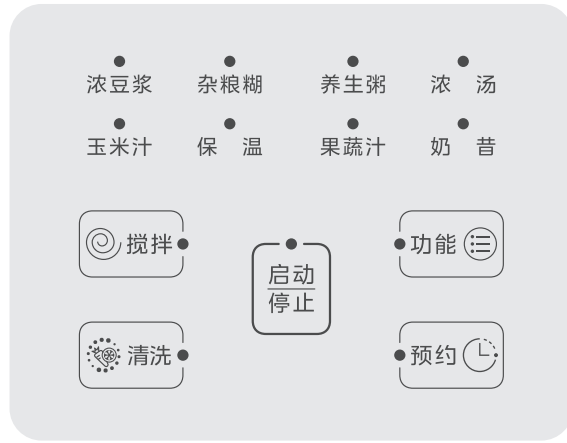 浓豆浆 杂粮糊 养生粥 浓 汤
玉米汁 保 温 果蔬汁 奶 昔
搅拌 功能
启动
停止
清洗 预约